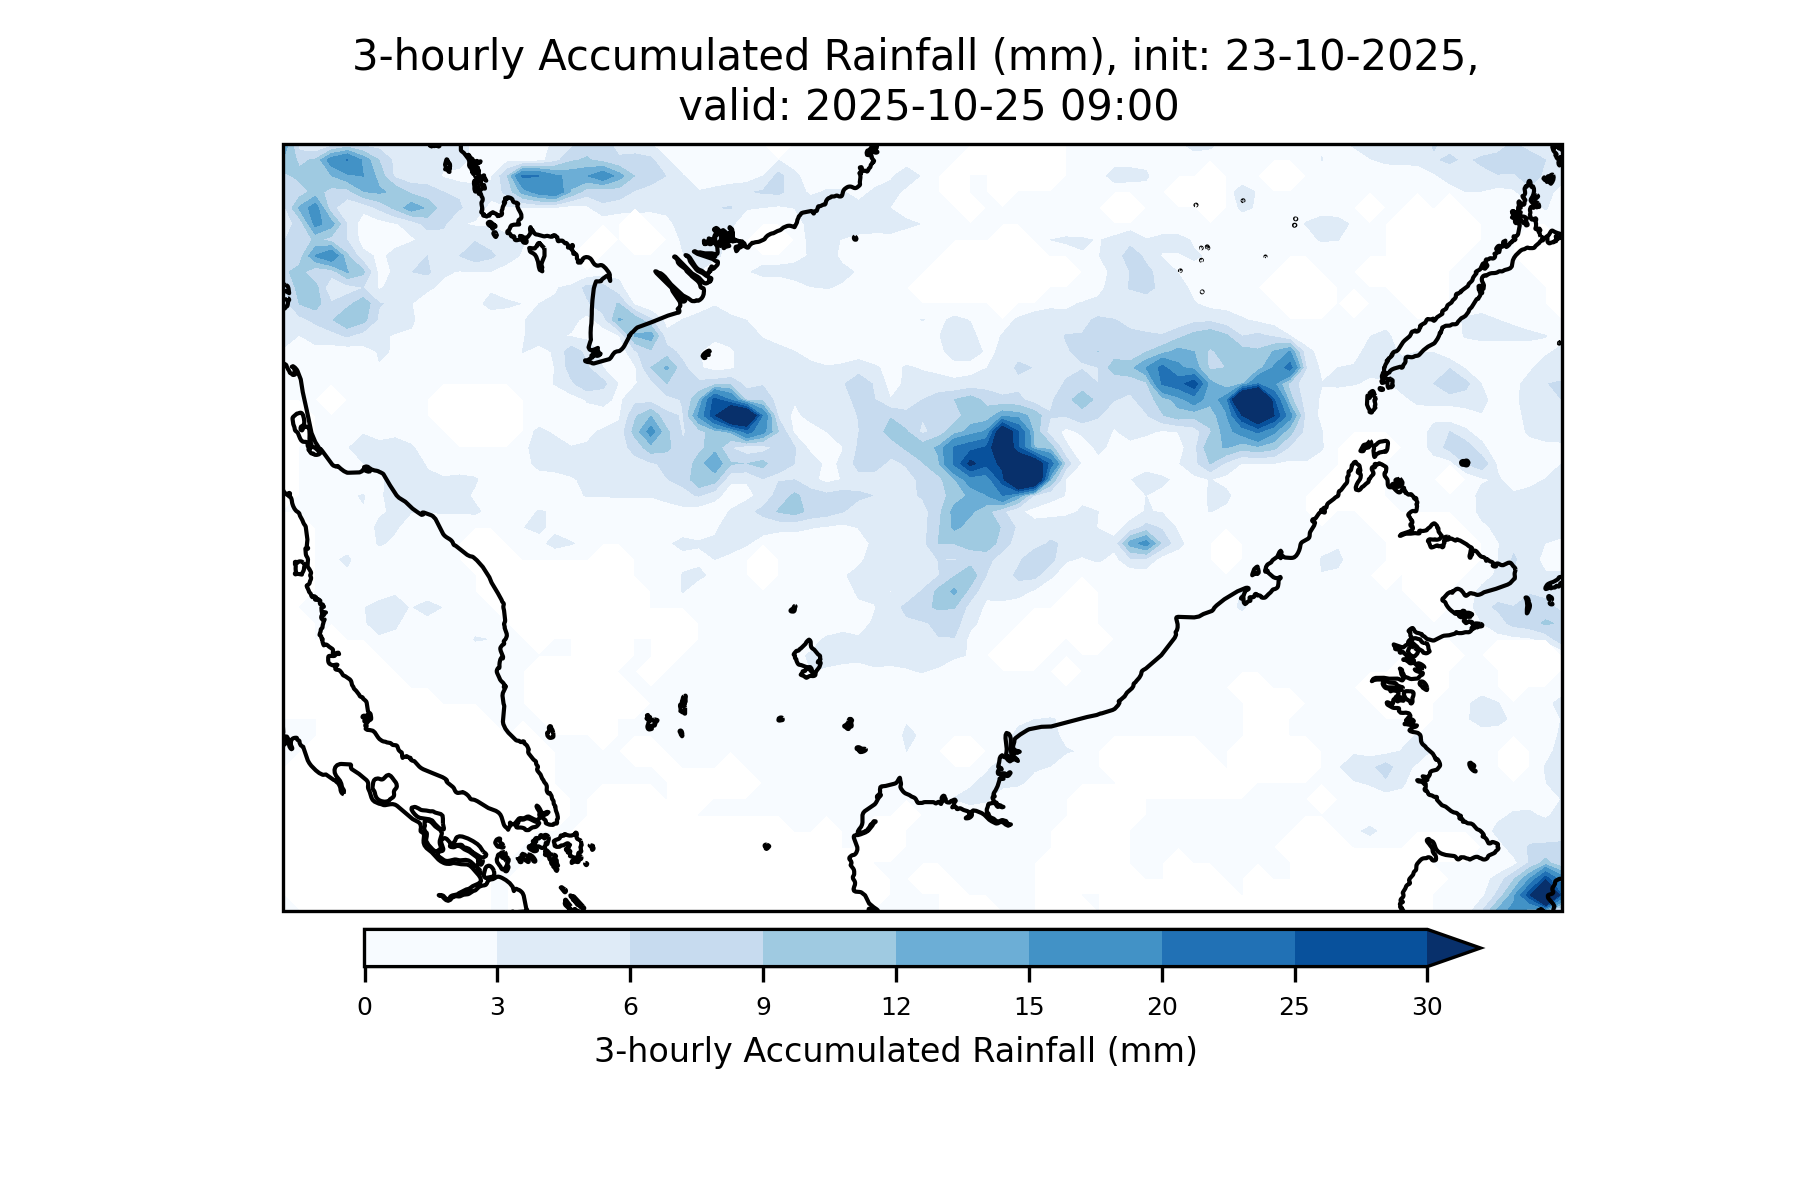 3-hourly Accumulated Rainfall (mm), init: 23-10-2025,
valid: 2025-10-25 09:00
0 3 6 9 12 15 20 25 30
3-hourly Accumulated Rainfall (mm)